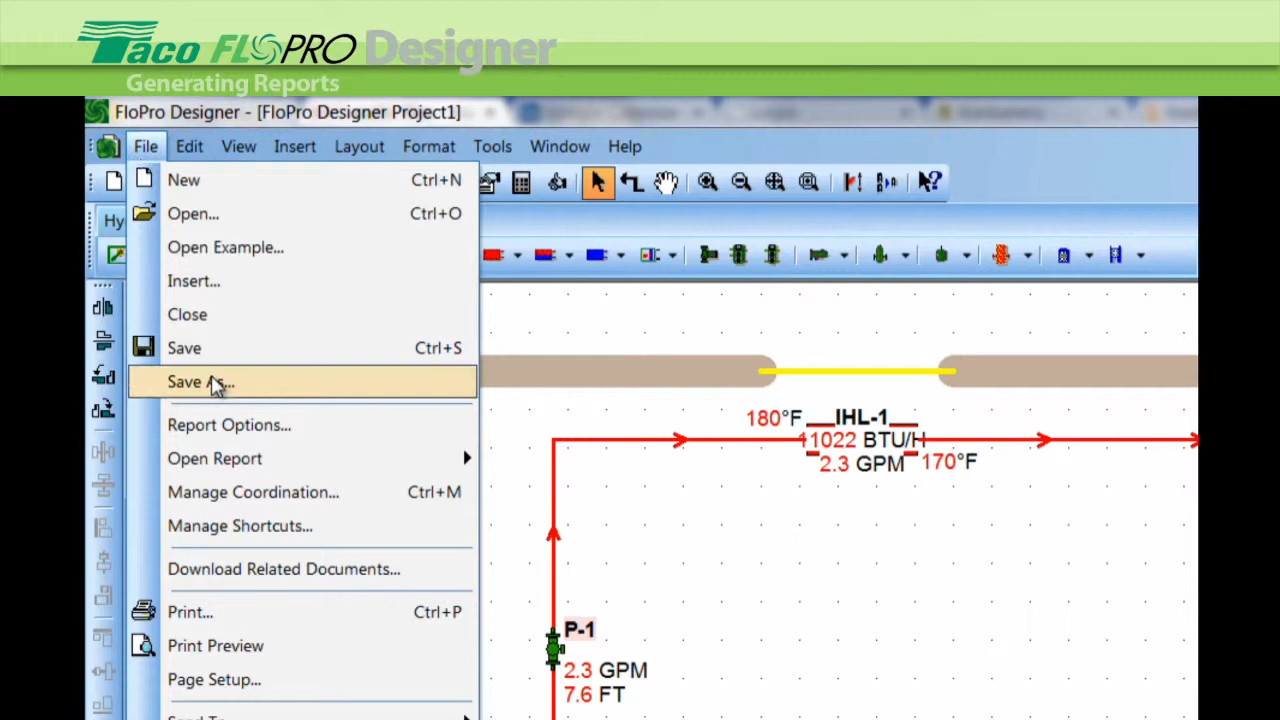 Taco FLOPRO Designer
Generating Reports
FloPro Designer - [FloPro Designer Project1]
File Edit View Insert Layout Format Tools Window Help
New Ctrl+N
Hy
Open... Ctrl+O
Open Example...
Insert...
Close
Save Ctrl+S
Save As...
Report Options...
Open Report
Manage Coordination... Ctrl+M
Manage Shortcuts...
Download Related Documents...
Print... Ctrl+P
Print Preview
Page Setup...
Send To
180°F IHL-1
11022 BTU/H
2.3 GPM 170°F
P-1
2.3 GPM
7.6 FT